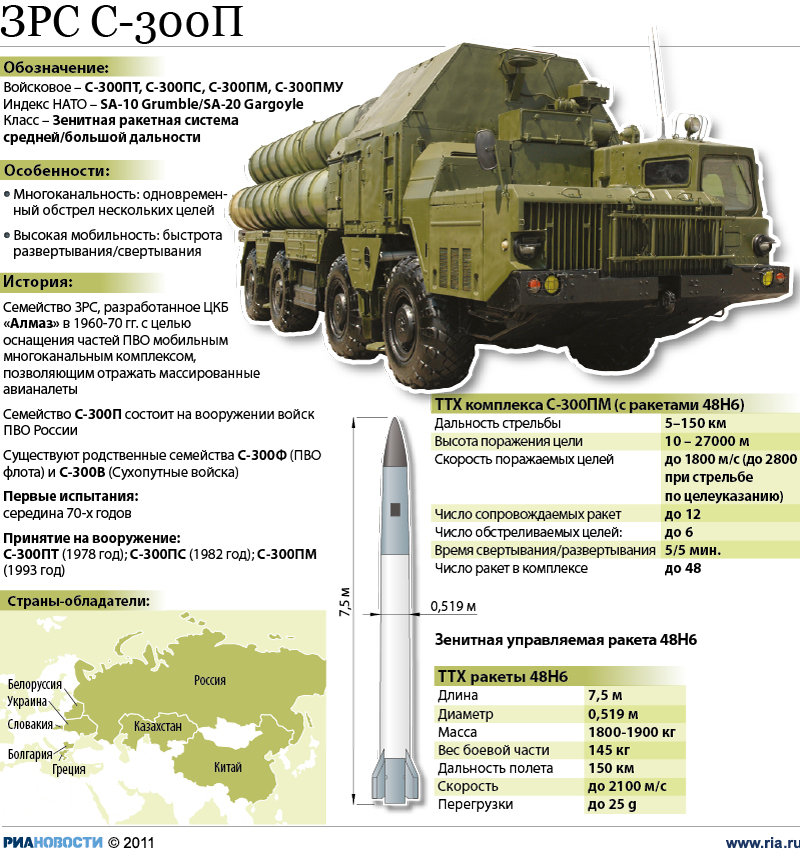 ЗРС С-300П
Обозначение:
Войсковое – С-300ПТ, С-300ПС, С-300ПМ, С-300ПМУ
Индекс НАТО – SA-10 Grumble/SA-20 Gargoyle
Класс – Зенитная ракетная система
средней/большой дальности
Особенности:
• Многоканальность: одновремен-
ный обстрел нескольких целей
• Высокая мобильность: быстрота
развертывания/свертывания
История:
Семейство ЗРС, разработанное ЦКБ
«Алмаз» в 1960-70 гг. с целью
оснащения частей ПВО мобильным
многоканальным комплексом,
позволяющим отражать массированные
авианалеты
Семейство С-300П состоит на вооружении войск
ПВО России
Существуют родственные семейства С-300Ф (ПВО
флота) и С-300В (Сухопутные войска)
Первые испытания:
середина 70-х годов
Принятие на вооружение:
С-300ПТ (1978 год); С-300ПС (1982 год); С-300ПМ
(1993 год)
Страны-обладатели:
Россия
Белоруссия
Украина
Словакия
Казахстан
Болгария
Греция
Китай
7,5 м
0,519 м
ТТХ комплекса С-300ПМ (с ракетами 48Н6)
Дальность стрельбы 5–150 км
Высота поражения цели 10 – 27000 м
Скорость поражаемых целей до 1800 м/с (до 2800
при стрельбе
по целеуказанию)
Число сопровождаемых ракет до 12
Число обстреливаемых целей: до 6
Время свертывания/развертывания 5/5 мин.
Число ракет в комплексе до 48
Зенитная управляемая ракета 48Н6
ТТХ ракеты 48Н6
Длина 7,5 м
Диаметр 0,519 м
Масса 1800-1900 кг
Вес боевой части 145 кг
Дальность полета 150 км
Скорость до 2100 м/с
Перегрузки до 25 g
РИАНОВОСТИ © 2011
www.ria.ru